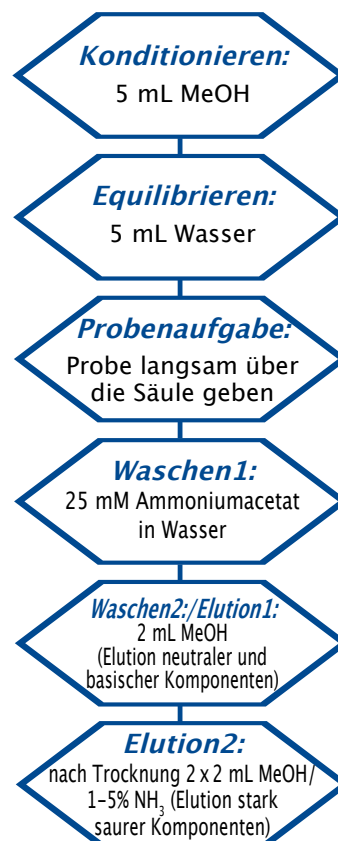 Konditionieren:
5 mL MeOH
Equilibrieren:
5 mL Wasser
Probenaufgabe:
Probe langsam über
die Säule geben
Waschen1:
25 mM Ammoniumacetat
in Wasser
Waschen2:/Elution1:
2 mL MeOH
(Elution neutraler und
basischer Komponenten)
Elution2:
nach Trocknung 2 x 2 mL MeOH/
1–5% NH₃ (Elution stark
saurer Komponenten)